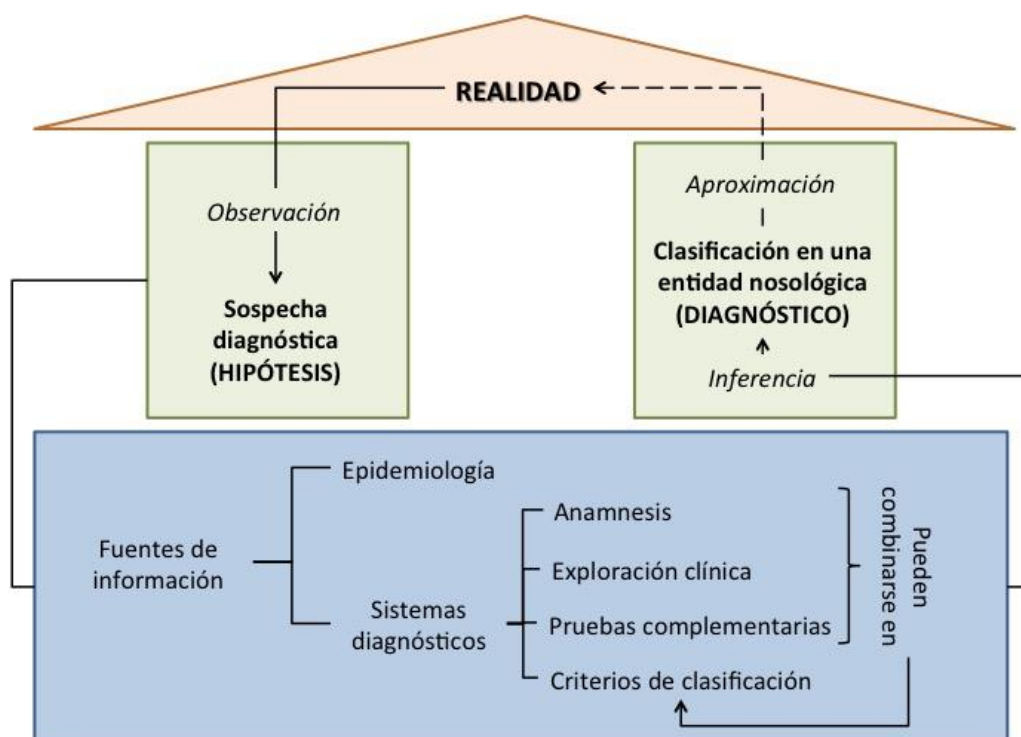 REALIDAD
Observación
Sospecha
diagnóstica
(HIPÓTESIS)
Aproximación
Clasificación en una
entidad nosológica
(DIAGNÓSTICO)
Inferencia
Fuentes de
información
Epidemiología
Sistemas
diagnósticos
Anamnesis
Exploración clínica
Pruebas complementarias
Criterios de clasificación
Pueden
combinarse en